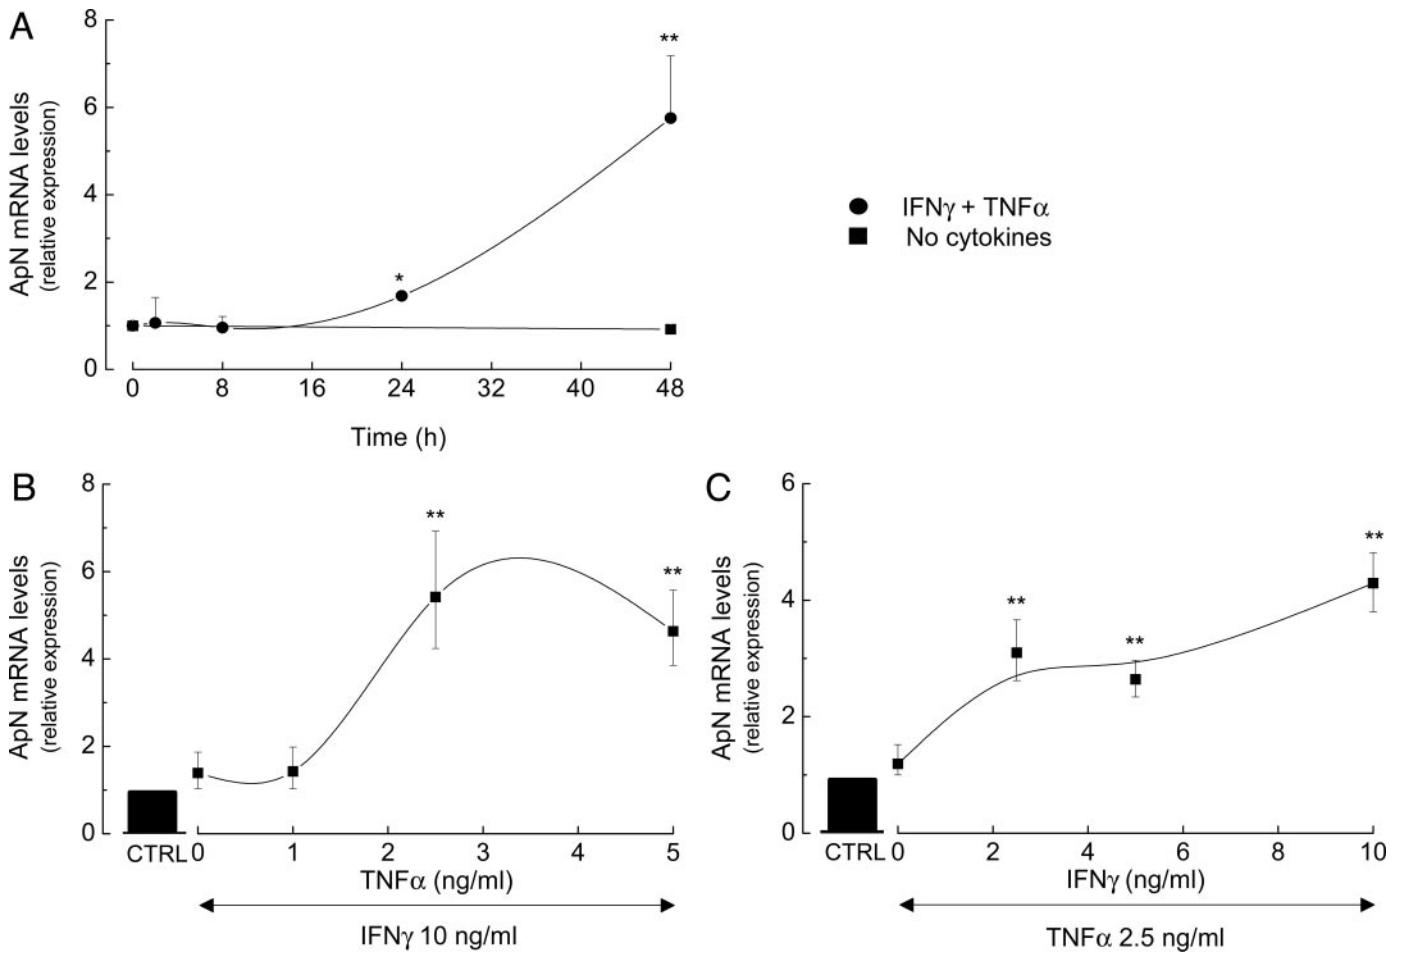 A
ApN mRNA levels
(relative expression)
8
6
4
2
0
*
**
0 8 16 24 32 40 48
Time (h)
IFNγ + TNFα
No cytokines
B
ApN mRNA levels
(relative expression)
8
6
4
2
0
**
**
CTRL 0 1 2 3 4 5
TNFα (ng/ml)
IFNγ 10 ng/ml
C
ApN mRNA levels
(relative expression)
6
4
2
0
**
**
**
CTRL 0 2 4 6 8 10
IFNγ (ng/ml)
TNFα 2.5 ng/ml